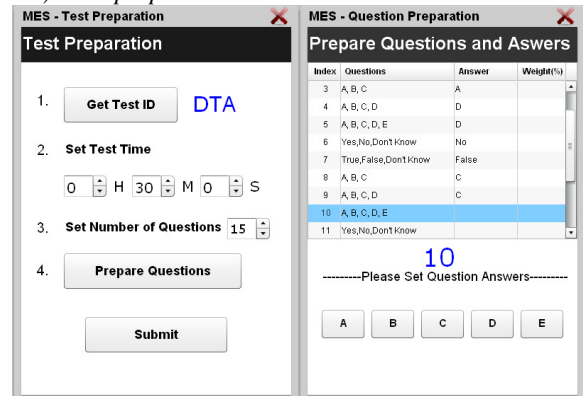 MES - Test Preparation
Test Preparation
1. Get Test ID DTA
2. Set Test Time
0 H 30 M 0 S
3. Set Number of Questions 15
4. Prepare Questions
Submit
MES - Question Preparation
Prepare Questions and Aswers
Index Questions Answer Weight(%)
3 A, B, C A
4 A, B, C, D D
5 A, B, C, D, E D
6 Yes,No,Don't Know No
7 True,False,Don't Know False
8 A, B, C C
9 A, B, C, D C
10 A, B, C, D, E
11 Yes,No,Don't Know
10
---------Please Set Question Answers---------
A B C D E